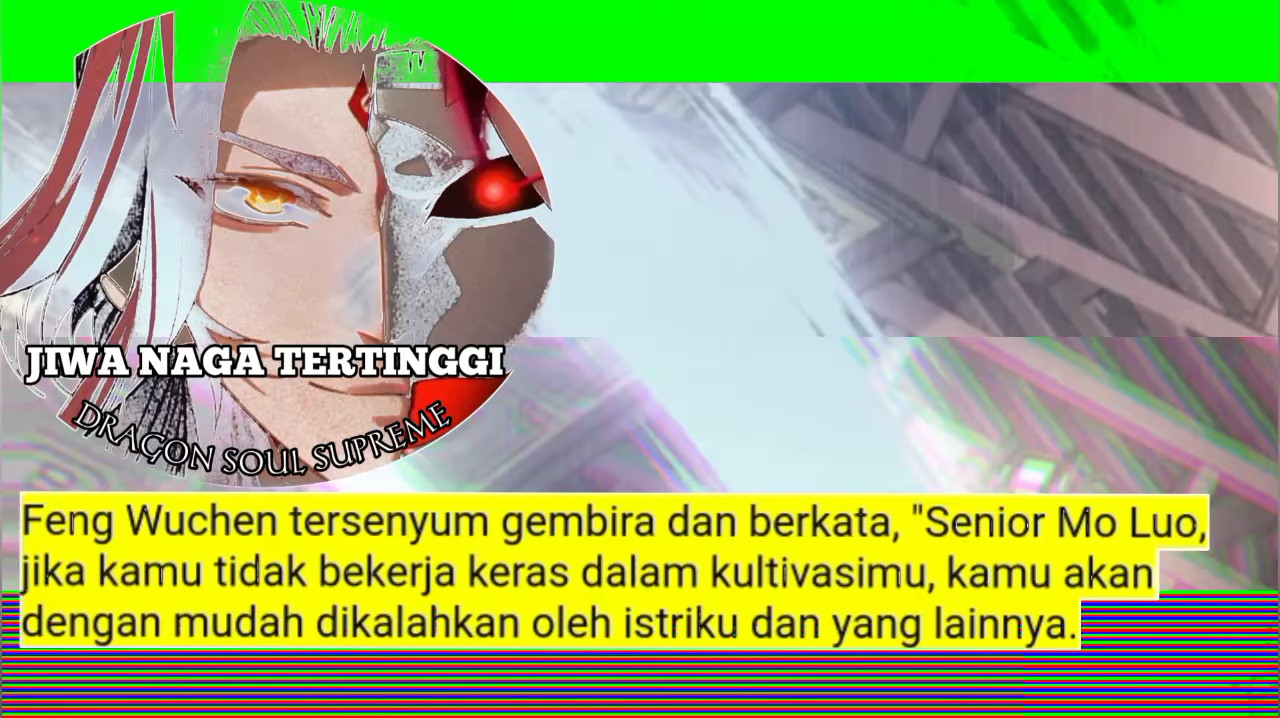 JIWA NAGA TERTINGGI
DRAGON SOUL SUPREME
Feng Wuchen tersenyum gembira dan berkata, "Senior Mo Luo,
jika kamu tidak bekerja keras dalam kultivasimu, kamu akan
dengan mudah dikalahkan oleh istriku dan yang lainnya.